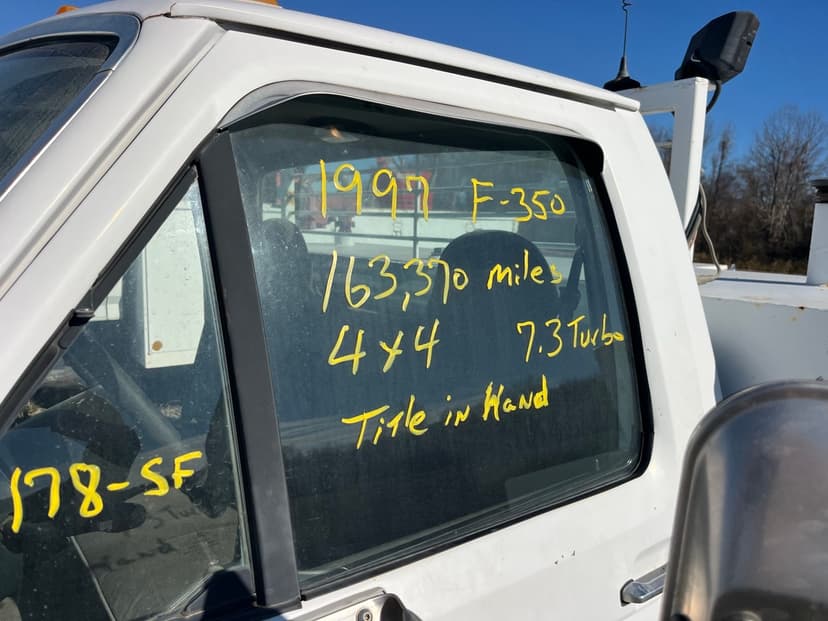 1997 F-350
163,370 miles
4x4 7.3 Turbo
Title in Hand
178-SF